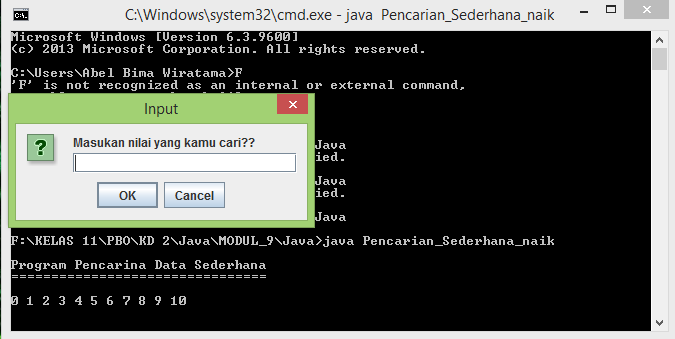 C:\Windows\system32\cmd.exe - java  Pencarian_Sederhana_naik
Microsoft Windows [Version 6.3.9600]
(c) 2013 Microsoft Corporation. All rights reserved.
C:\Users\Abel Bima Wiratama>F
'F' is not recognized as an internal or external command,
Input
Masukan nilai yang kamu cari??
OK
Cancel
Java
ied.
Java
ied.
Java
F:\KELAS 11\PBO\KD 2\Java\MODUL_9\Java>java Pencarian_Sederhana_naik
Program Pencarina Data Sederhana
================================
0 1 2 3 4 5 6 7 8 9 10